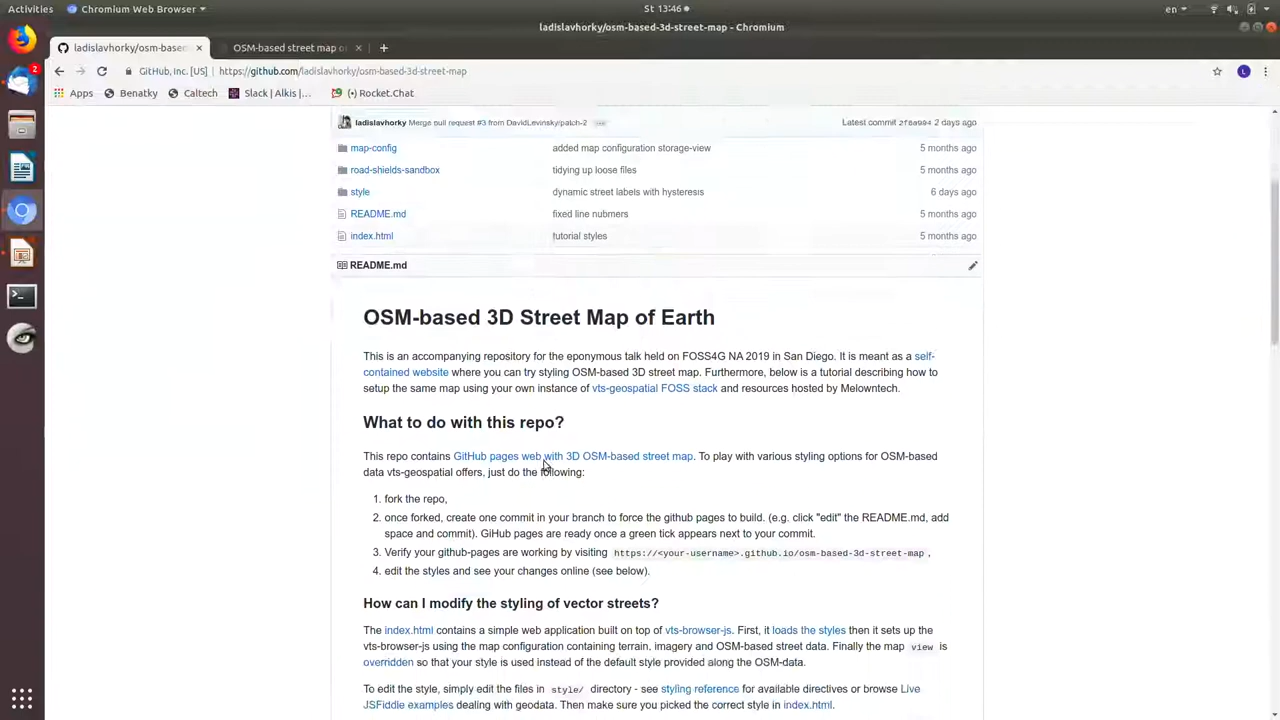 Activities Chromium Web Browser St 13:46 en
ladislavhorky/osm-based-3d-street-map - Chromium
ladislavhorky/osm-based- OSM-based street map o
GitHub, Inc. [US] https://github.com/ladislavhorky/osm-based-3d-street-map L
2 Apps Benatky Caltech Slack | Alkis |... (•) Rocket.Chat
ladislavhorky Merge pull request #3 from DavidLevinsky/patch-2 Latest commit 2 days ago
map-config added map configuration storage-view 5 months ago
road-shields-sandbox tidying up loose files 5 months ago
style dynamic street labels with hysteresis 6 days ago
README.md fixed line nubmers 5 months ago
index.html tutorial styles 5 months ago
README.md
OSM-based 3D Street Map of Earth
This is an accompanying repository for the eponymous talk held on FOSS4G NA 2019 in San Diego. It is meant as a self-
contained website where you can try styling OSM-based 3D street map. Furthermore, below is a tutorial describing how to
setup the same map using your own instance of vts-geospatial FOSS stack and resources hosted by Melowntech.
What to do with this repo?
This repo contains GitHub pages web with 3D OSM-based street map. To play with various styling options for OSM-based
data vts-geospatial offers, just do the following:
1. fork the repo,
2. once forked, create one commit in your branch to force the github pages to build. (e.g. click "edit" the README.md, add
space and commit). GiHub pages are ready once a green tick appears next to your commit.
3. Verify your github-pages are working by visiting https://<your-username>.github.io/osm-based-3d-street-map ,
4. edit the styles and see your changes online (see below).
How can I modify the styling of vector streets?
The index.html contains a simple web application built on top of vts-browser-js. First, it loads the styles then it sets up the
vts-browser-js using the map configuration containing terrain, imagery and OSM-based street data. Finally the map view is
overridden so that your style is used instead of the default style provided along the OSM-data.
To edit the style, simply edit the files in style/ directory - see styling reference for available directives or browse Live
JSFiddle examples dealing with geodata. Then make sure you picked the correct style in index.html.